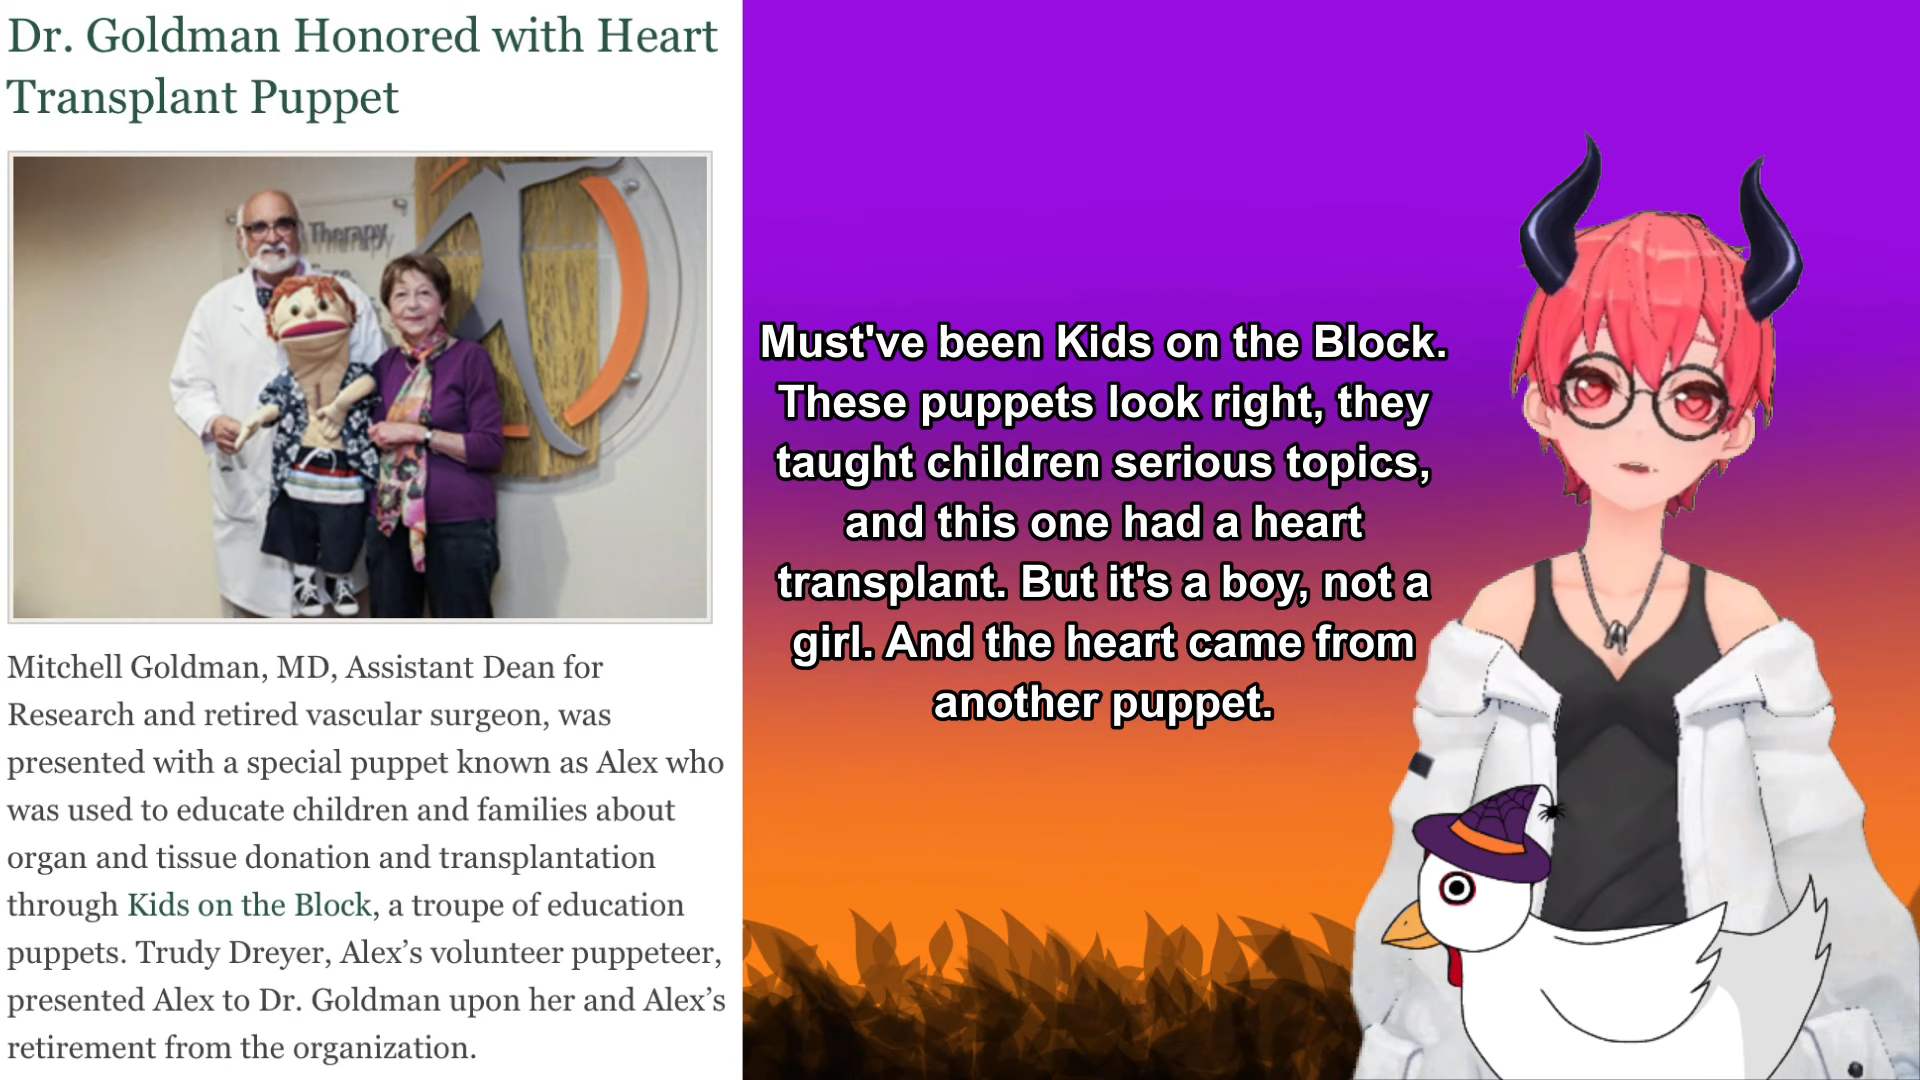 Dr. Goldman Honored with Heart
Transplant Puppet
Therapy
Mitchell Goldman, MD, Assistant Dean for
Research and retired vascular surgeon, was
presented with a special puppet known as Alex who
was used to educate children and families about
organ and tissue donation and transplantation
through Kids on the Block, a troupe of education
puppets. Trudy Dreyer, Alex’s volunteer puppeteer,
presented Alex to Dr. Goldman upon her and Alex’s
retirement from the organization.
Must've been Kids on the Block.
These puppets look right, they
taught children serious topics,
and this one had a heart
transplant. But it's a boy, not a
girl. And the heart came from
another puppet.